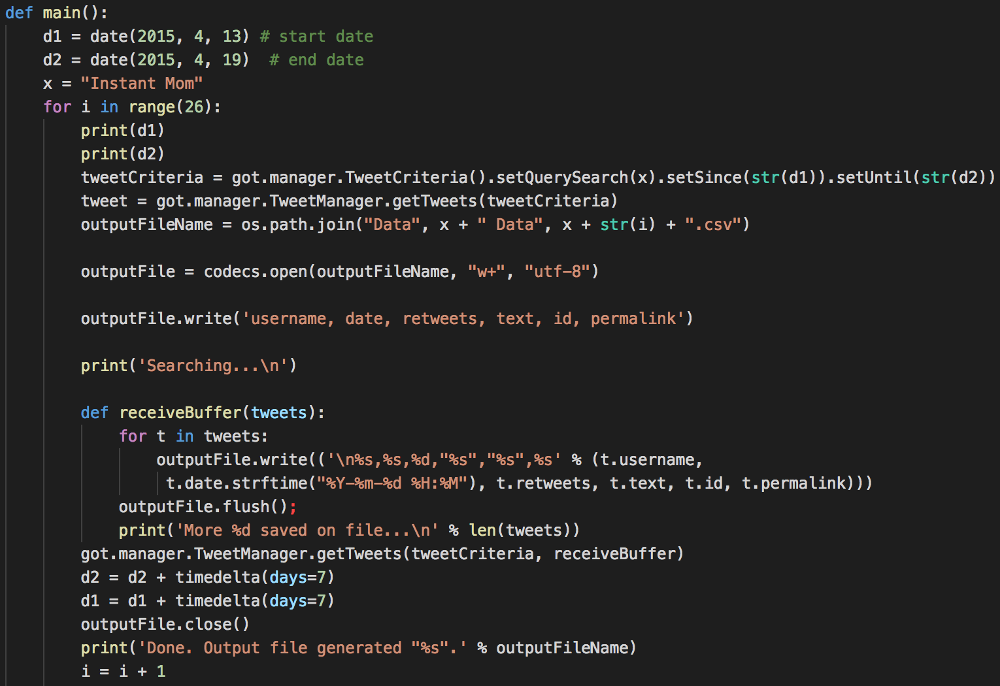 def main():
    d1 = date(2015, 4, 13) # start date
    d2 = date(2015, 4, 19)  # end date
    x = "Instant Mom"
    for i in range(26):
        print(d1)
        print(d2)
        tweetCriteria = got.manager.TweetCriteria().setQuerySearch(x).setSince(str(d1)).setUntil(str(d2))
        tweet = got.manager.TweetManager.getTweets(tweetCriteria)
        outputFileName = os.path.join("Data", x + " Data", x + str(i) + ".csv")
        outputFile = codecs.open(outputFileName, "w+", "utf-8")
        outputFile.write('username, date, retweets, text, id, permalink')
        print('Searching...\n')
        def receiveBuffer(tweets):
            for t in tweets:
                outputFile.write(('\n%s,%s,%d,"%s","%s",%s' % (t.username,
                 t.date.strftime("%Y-%m-%d %H:%M"), t.retweets, t.text, t.id, t.permalink)))
            outputFile.flush();
            print('More %d saved on file...\n' % len(tweets))
        got.manager.TweetManager.getTweets(tweetCriteria, receiveBuffer)
        d2 = d2 + timedelta(days=7)
        d1 = d1 + timedelta(days=7)
        outputFile.close()
        print('Done. Output file generated "%s".' % outputFileName)
        i = i + 1